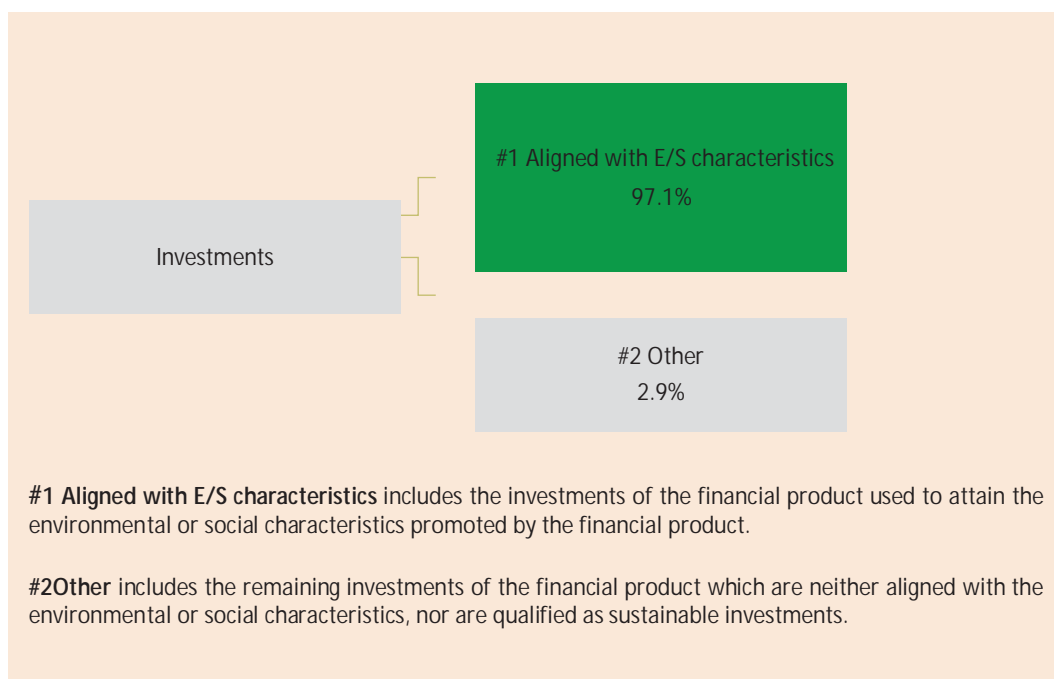 #1 Aligned with E/S characteristics
97.1%
Investments
#2 Other
2.9%
#1 Aligned with E/S characteristics includes the investments of the financial product used to attain the
environmental or social characteristics promoted by the financial product.
#2Other includes the remaining investments of the financial product which are neither aligned with the
environmental or social characteristics, nor are qualified as sustainable investments.